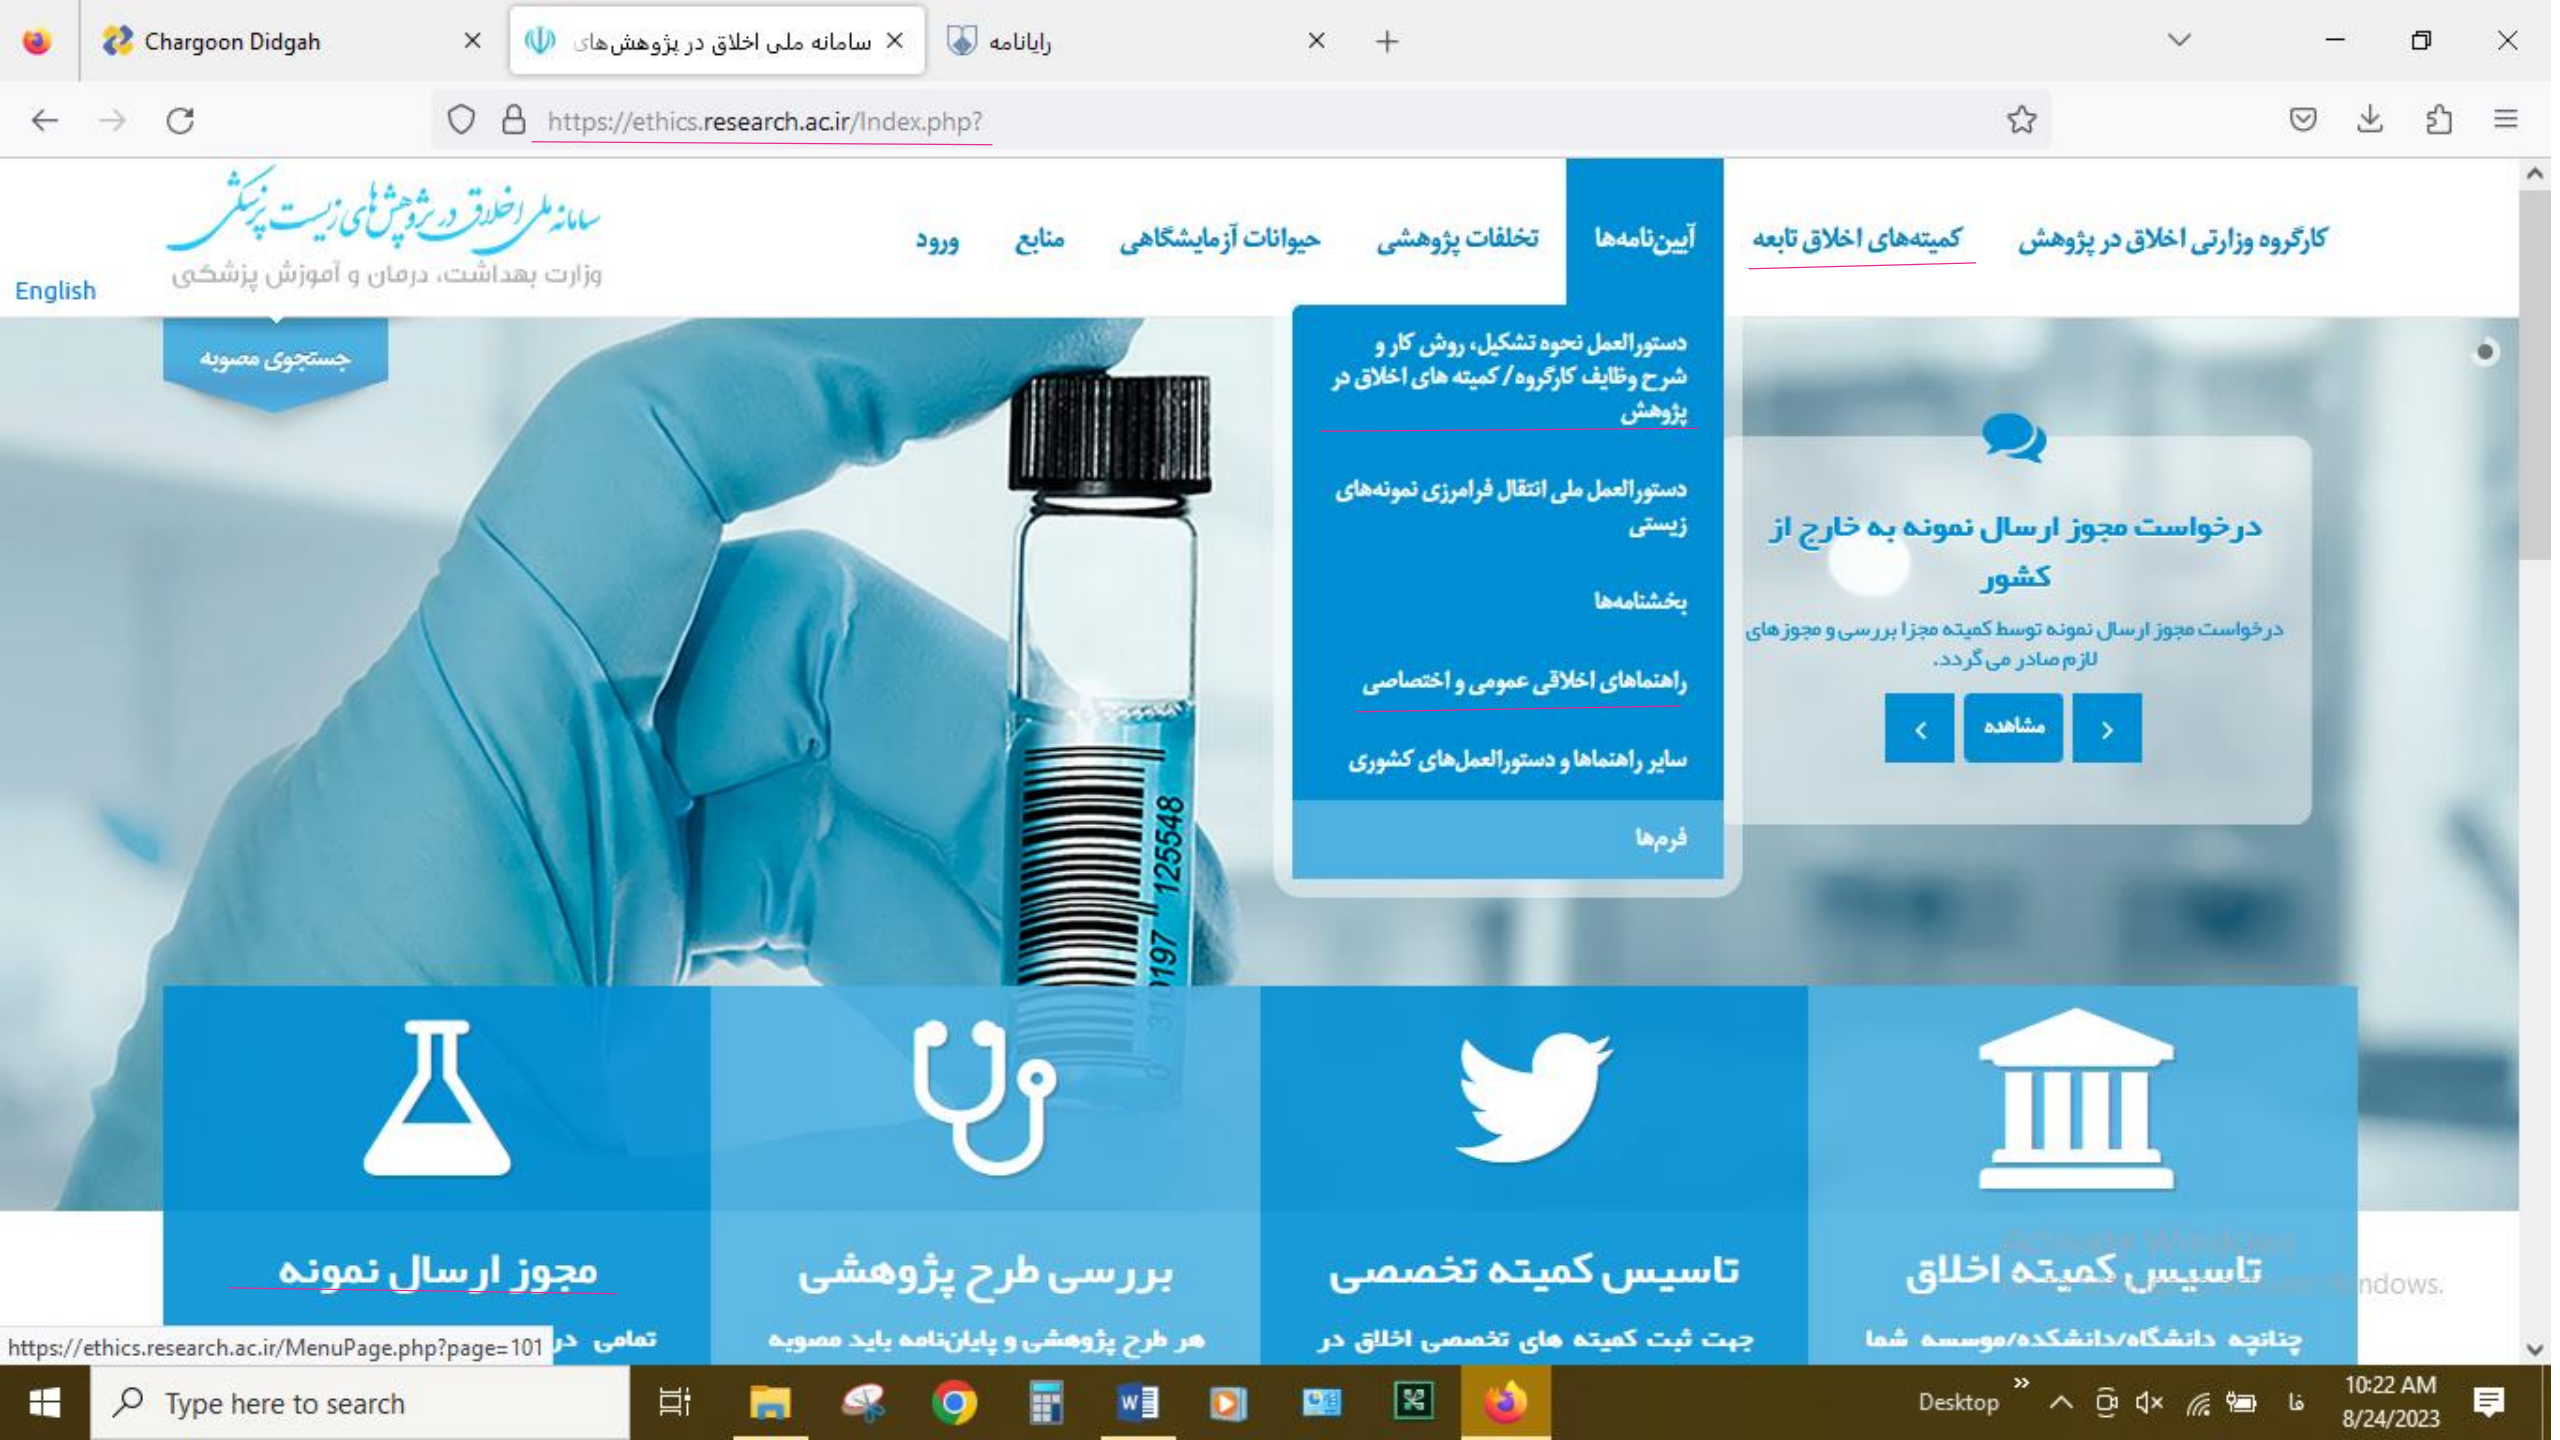 Chargoon Didgah
سامانه ملی اخلاق در پژوهش‌های
رایانامه
https://ethics.research.ac.ir/Index.php?
سامانه ملی اخلاق در پژوهش‌های زیست پزشکی
وزارت بهداشت، درمان و آموزش پزشکی
English
کارگروه وزارتی اخلاق در پژوهش
کمیته‌های اخلاق تابعه
آیین‌نامه‌ها
تخلفات پژوهشی
حیوانات آزمایشگاهی
منابع
ورود
جستجوی مصوبه
دستورالعمل نحوه تشکیل، روش کار و
شرح وظایف کارگروه/ کمیته های اخلاق در
پژوهش
دستورالعمل ملی انتقال فرامرزی نمونه‌های
زیستی
بخشنامه‌ها
راهنماهای اخلاقی عمومی و اختصاصی
سایر راهنماها و دستورالعمل‌های کشوری
فرم‌ها
درخواست مجوز ارسال نمونه به خارج از
کشور
درخواست مجوز ارسال نمونه توسط کمیته مجزا بررسی و مجوزهای
لازم صادر می گردد.
مشاهده
125548
تاسیس کمیته اخلاق
چنانچه دانشگاه/دانشکده/موسسه شما
تاسیس کمیته تخصصی
جهت ثبت کمیته های تخصصی اخلاق در
بررسی طرح پژوهشی
هر طرح پژوهشی و پایان‌نامه باید مصوبه
مجوز ارسال نمونه
تمامی در
Activate Windows
ndows.
https://ethics.research.ac.ir/MenuPage.php?page=101
Type here to search
Desktop
فا
10:22 AM
8/24/2023